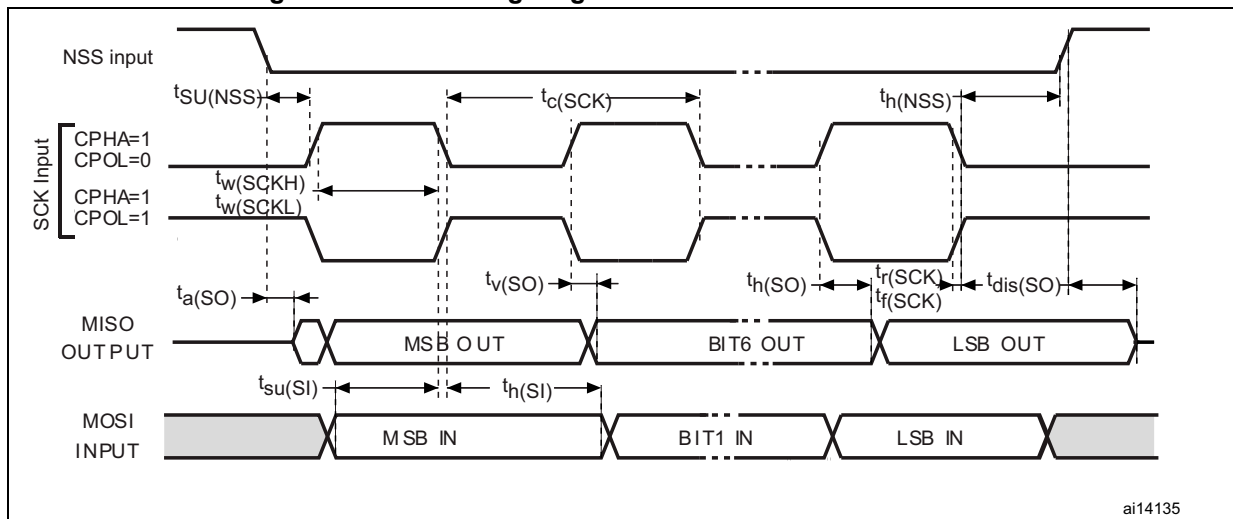 NSS input
tSU(NSS)
tc(SCK)
th(NSS)
SCK Input
CPHA=1
CPOL=0
tw(SCKH)
CPHA=1
tw(SCKL)
CPOL=1
ta(SO)
tv(SO)
th(SO)
tr(SCK)
tf(SCK)
tdis(SO)
MISO
OUTPUT
MSB OUT
BIT6 OUT
LSB OUT
tsu(SI)
th(SI)
MOSI
INPUT
MSB IN
BIT1 IN
LSB IN
ai14135